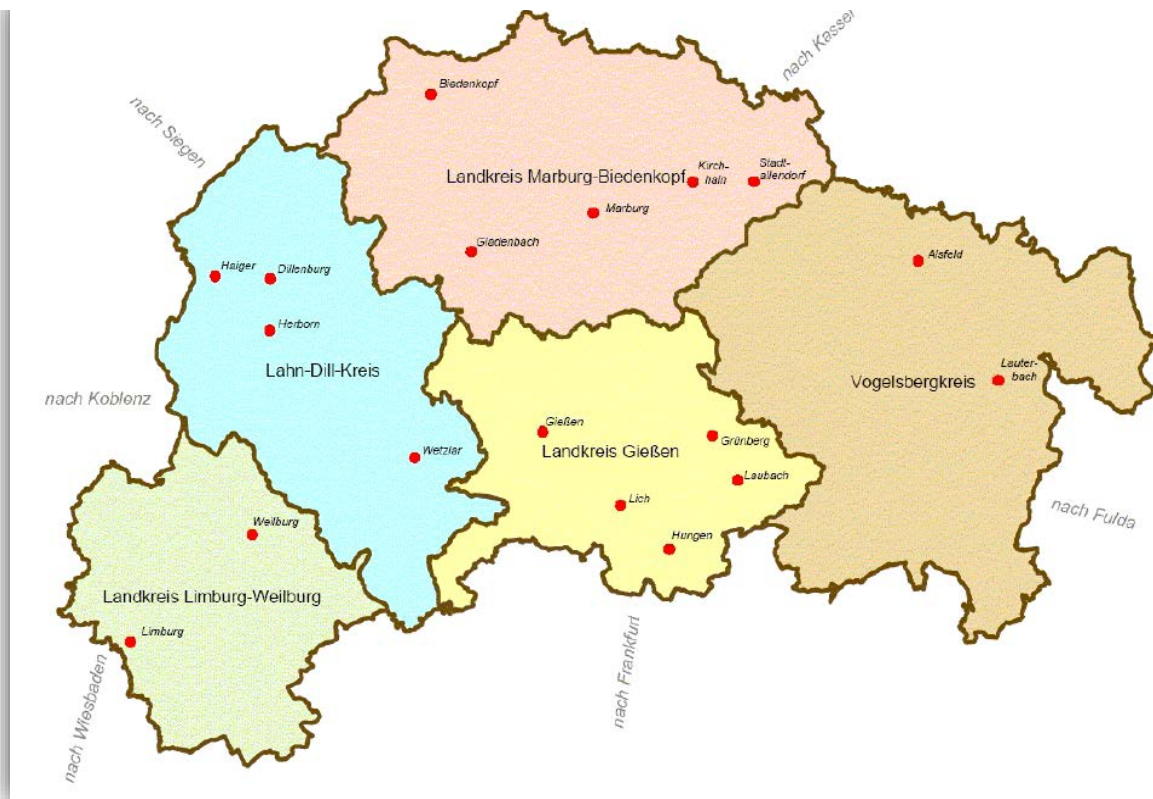 nach Kassel
Biedenkopf
nach Siegen
Landkreis Marburg-Biedenkopf
Kirch-
hain
Stadt-
allendorf
Marburg
Gladenbach
Haiger
Dillenburg
Alsfeld
Herborn
Lahn-Dill-Kreis
Lauter-
bach
Vogelsbergkreis
nach Koblenz
Gießen
Grünberg
Landkreis Gießen
Wetzlar
Laubach
Lich
nach Fulda
Weilburg
Hungen
Landkreis Limburg-Weilburg
Limburg
nach Frankfurt
nach Wiesbaden